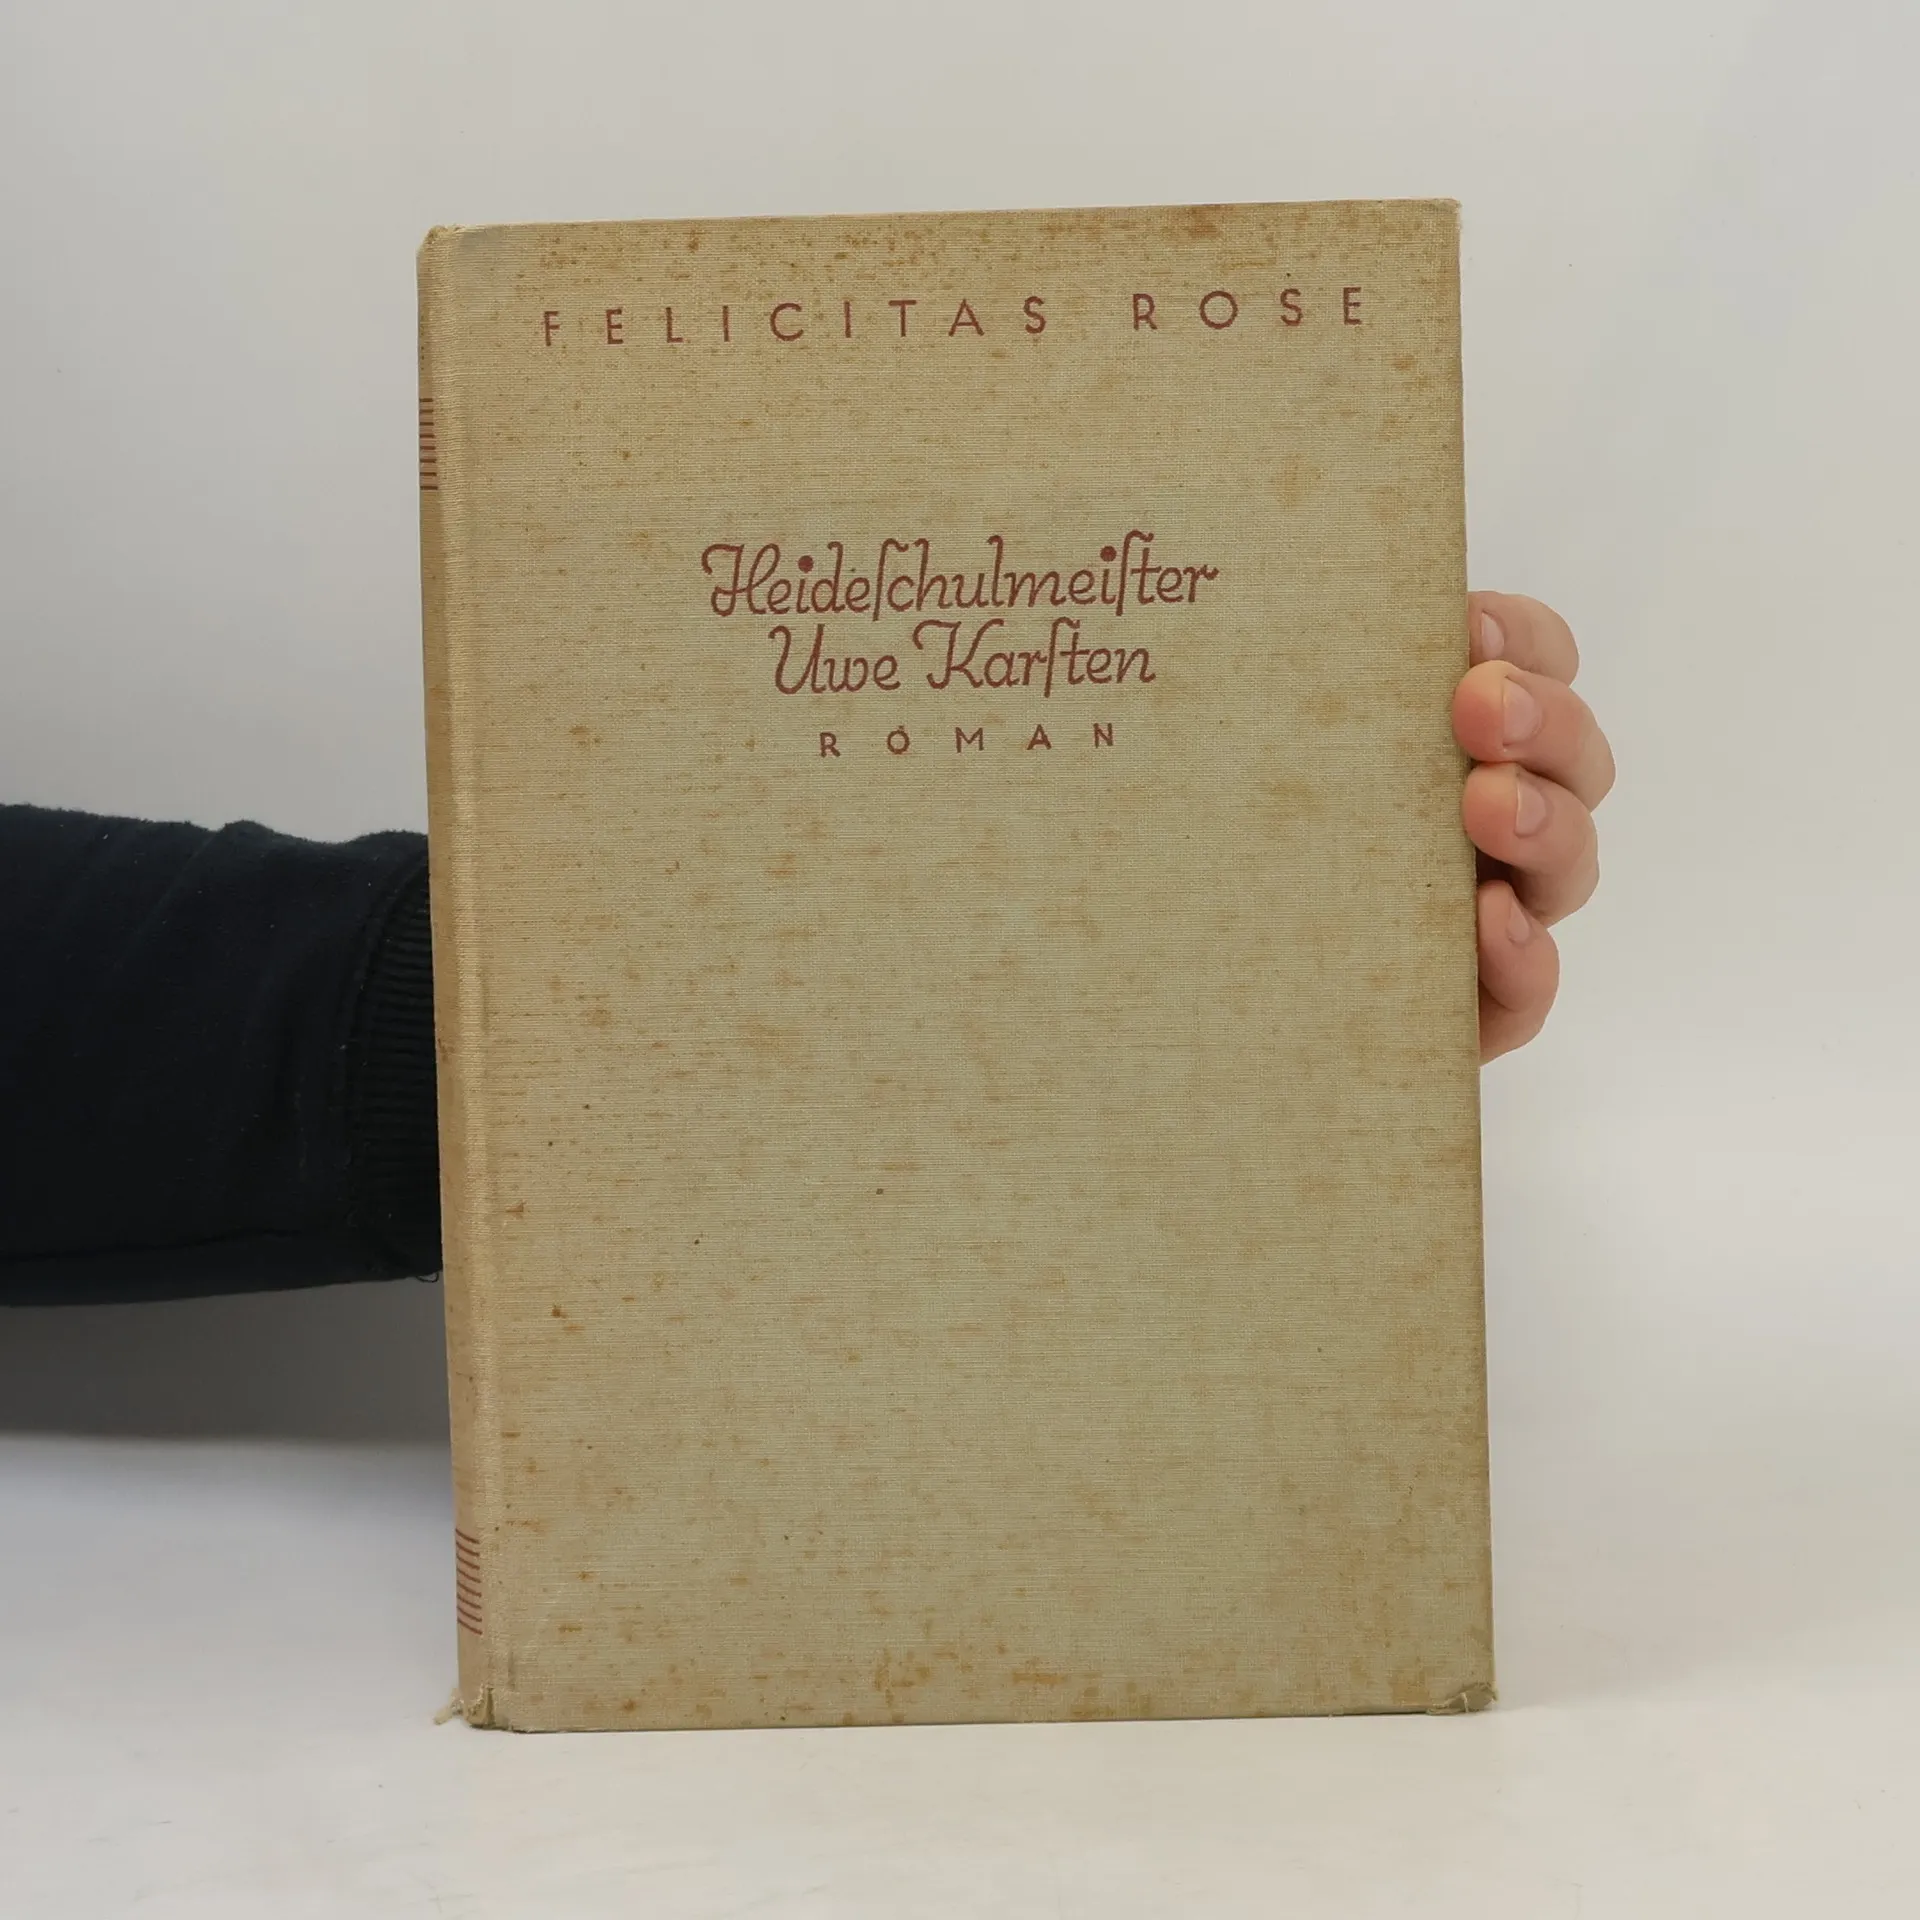 FELICITAS ROSE
Heideſchulmeiſter
Uwe Karſten
ROMAN